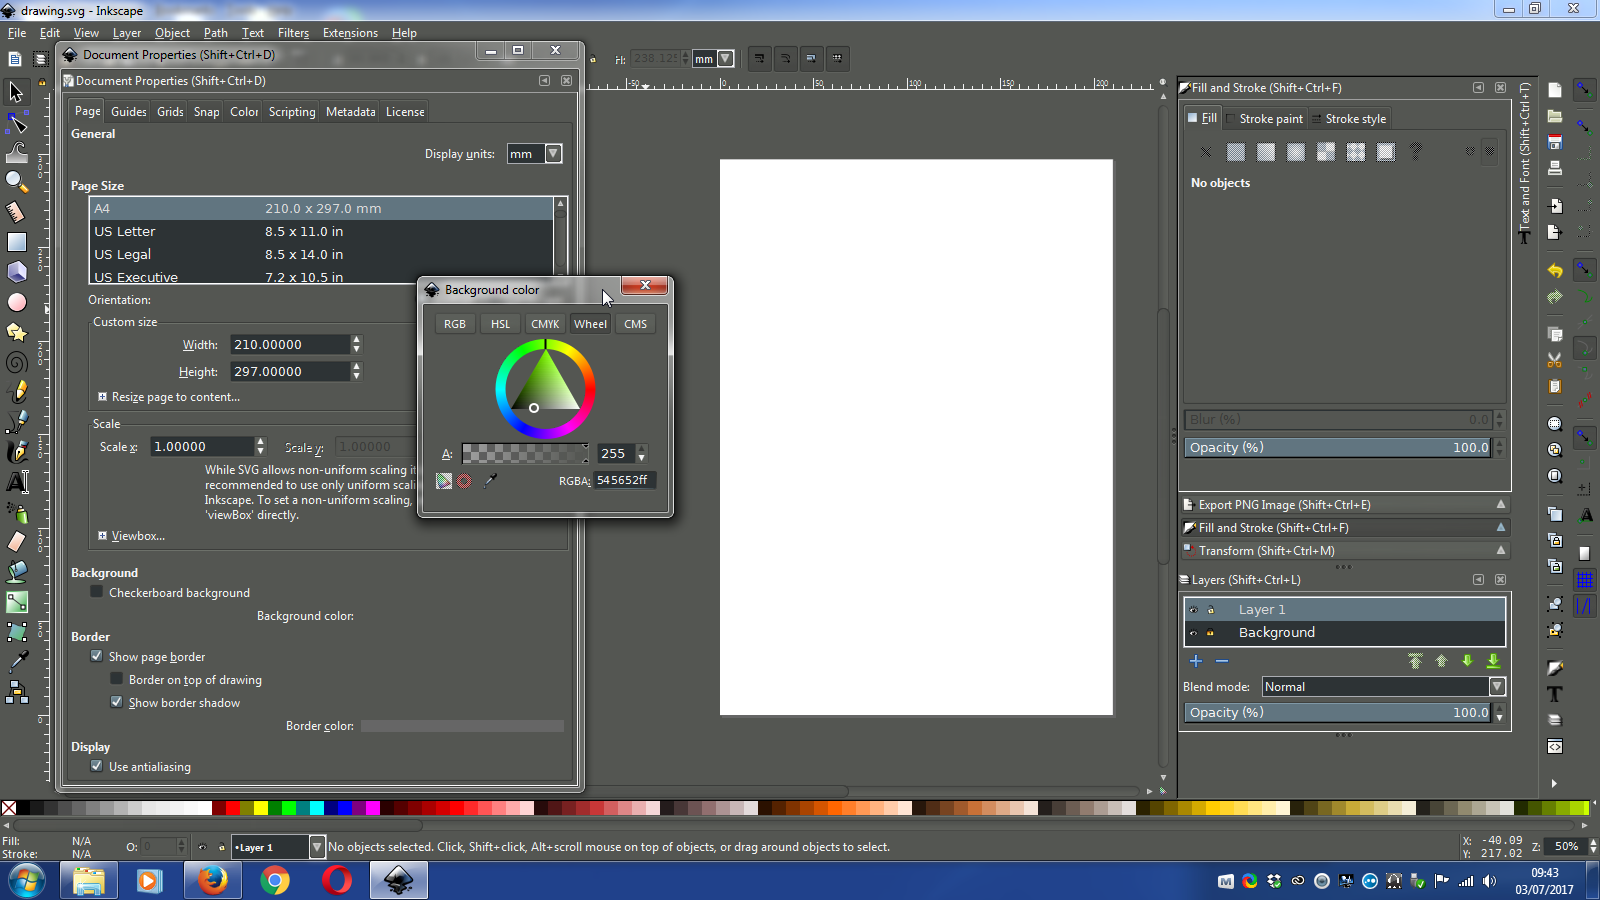 drawing.svg - Inkscape
File Edit View Layer Object Path Text Filters Extensions Help
Document Properties (Shift+Ctrl+D)
H: 238.125 mm
Document Properties (Shift+Ctrl+D)
Page Guides Grids Snap Color Scripting Metadata License
General
Display units: mm
Page Size
A4 210.0 x 297.0 mm
US Letter 8.5 x 11.0 in
US Legal 8.5 x 14.0 in
US Executive 7.2 x 10.5 in
Orientation:
Custom size
Width: 210.00000
Height: 297.00000
Resize page to content...
Scale
Scale x: 1.00000 Scale y: 1.00000
While SVG allows non-uniform scaling it
recommended to use only uniform scali
Inkscape. To set a non-uniform scaling,
'viewBox' directly.
Viewbox...
Background
Checkerboard background
Background color:
Border
Show page border
Border on top of drawing
Show border shadow
Border color:
Display
Use antialiasing
Background color
RGB HSL CMYK Wheel CMS
A: 255
RGBA: 545652ff
-50 0 50 100 150 200
Fill and Stroke (Shift+Ctrl+F)
Fill Stroke paint Stroke style
No objects
Blur (%) 0.0
Opacity (%) 100.0
Export PNG Image (Shift+Ctrl+E)
Fill and Stroke (Shift+Ctrl+F)
Transform (Shift+Ctrl+M)
Layers (Shift+Ctrl+L)
Layer 1
Background
Blend mode: Normal
Opacity (%) 100.0
Text and Font (Shift+Ctrl+T)
Fill: N/A
Stroke: N/A
O: 0
•Layer 1
No objects selected. Click, Shift+click, Alt+scroll mouse on top of objects, or drag around objects to select.
X: -40.09
Y: 217.02
Z: 50%
09:43
03/07/2017